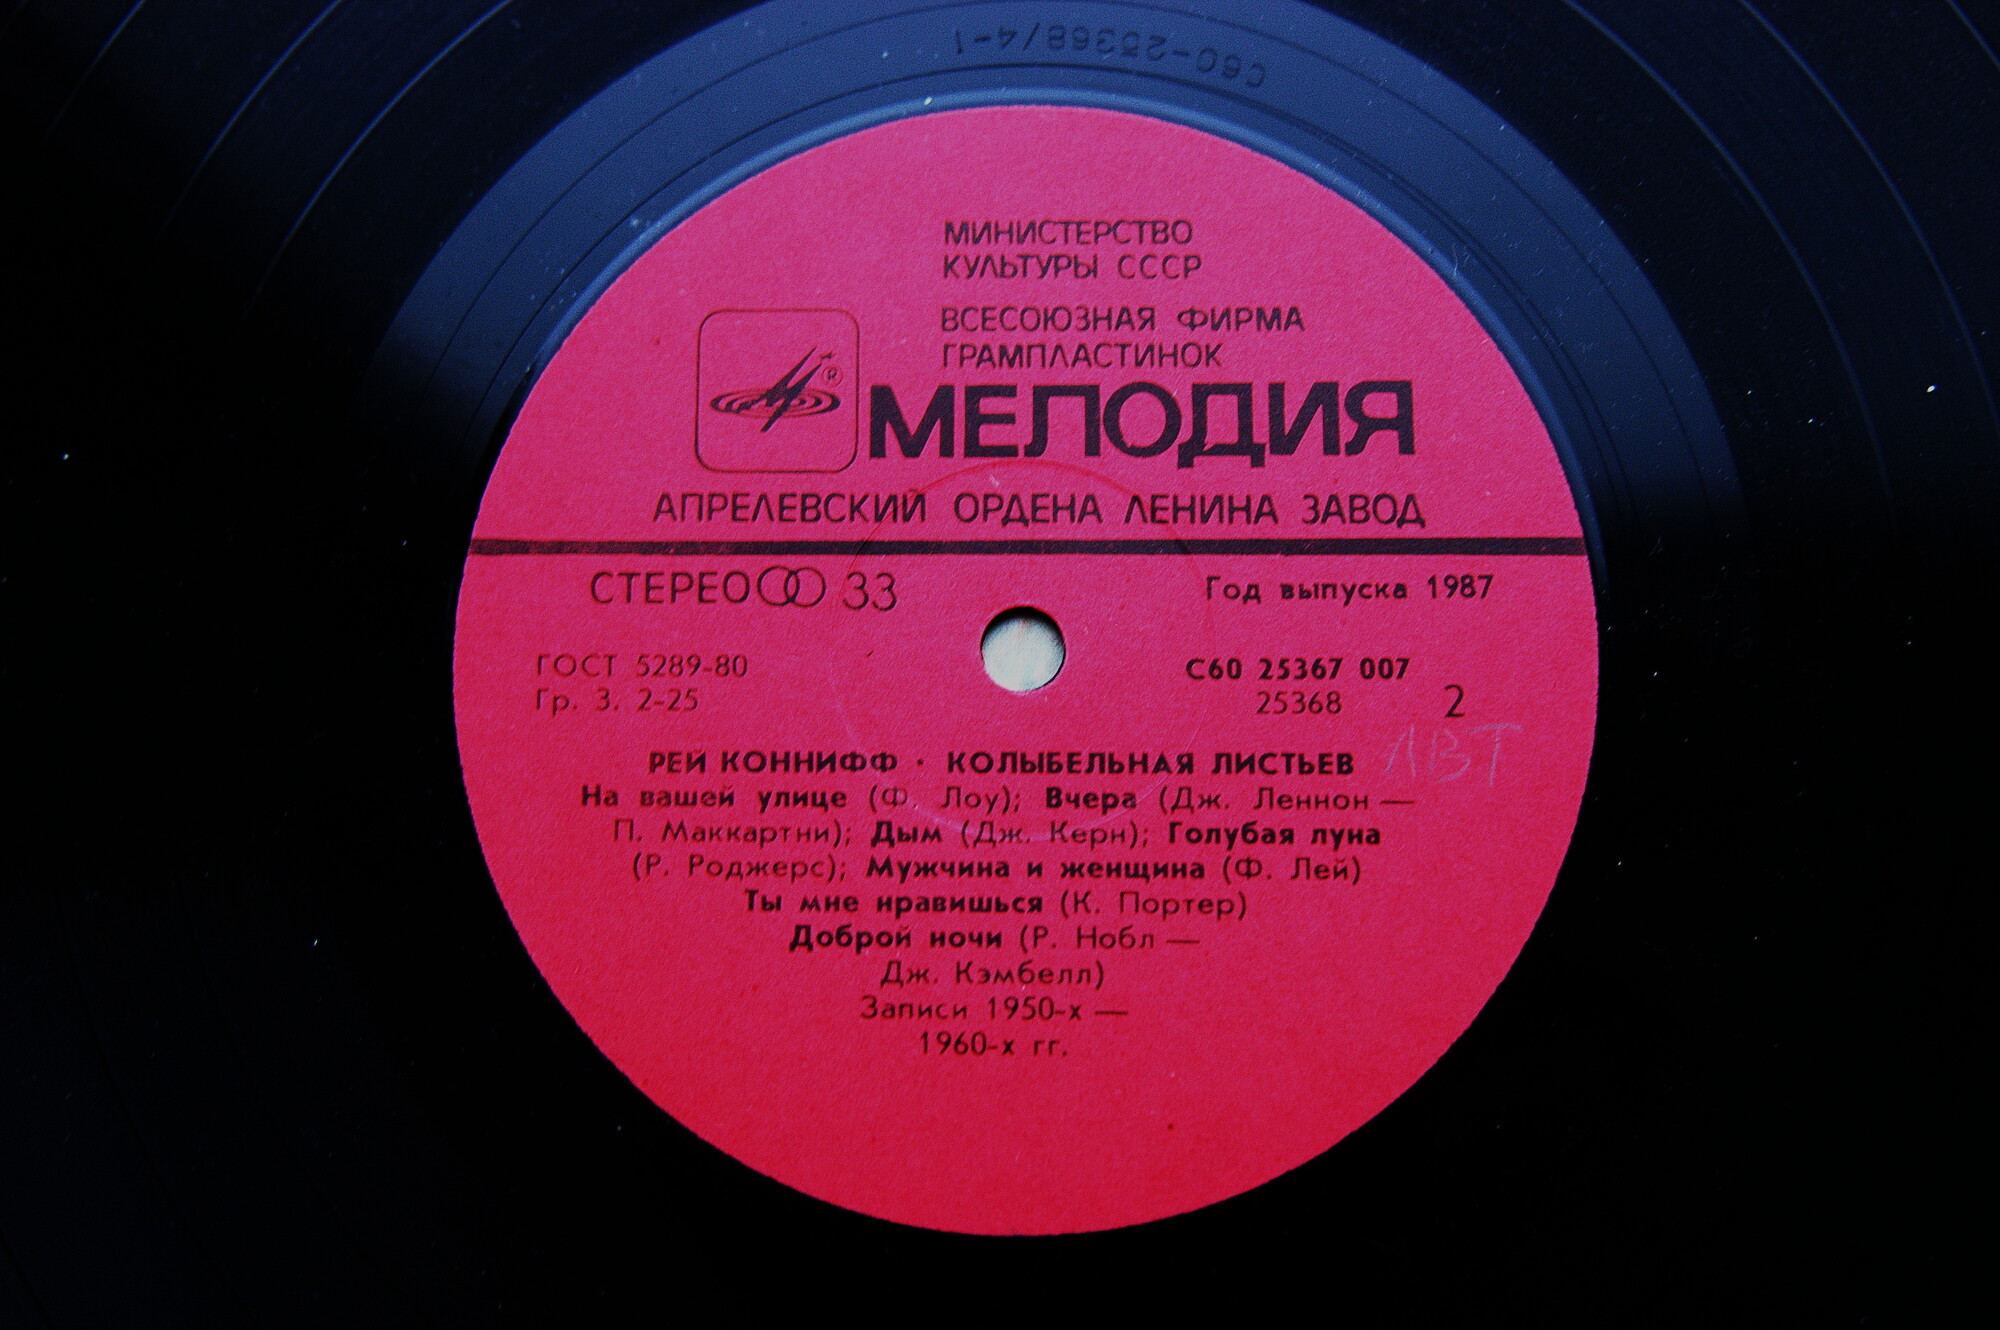 С60-25368/4-1
МИНИСТЕРСТВО
КУЛЬТУРЫ СССР
ВСЕСОЮЗНАЯ ФИРМА
ГРАМПЛАСТИНОК
®
МЕЛОДИЯ
АПРЕЛЕВСКИЙ ОРДЕНА ЛЕНИНА ЗАВОД
СТЕРЕО 33
Год выпуска 1987
ГОСТ 5289-80
Гр. 3. 2-25
С60 25367 007
25368
2
РЕЙ КОННИФФ · КОЛЫБЕЛЬНАЯ ЛИСТЬЕВ
На вашей улице (Ф. Лоу); Вчера (Дж. Леннон —
П. Маккартни); Дым (Дж. Керн); Голубая луна
(Р. Роджерс); Мужчина и женщина (Ф. Лей)
Ты мне нравишься (К. Портер)
Доброй ночи (Р. Нобл —
Дж. Кэмбелл)
Записи 1950-х —
1960-х гг.